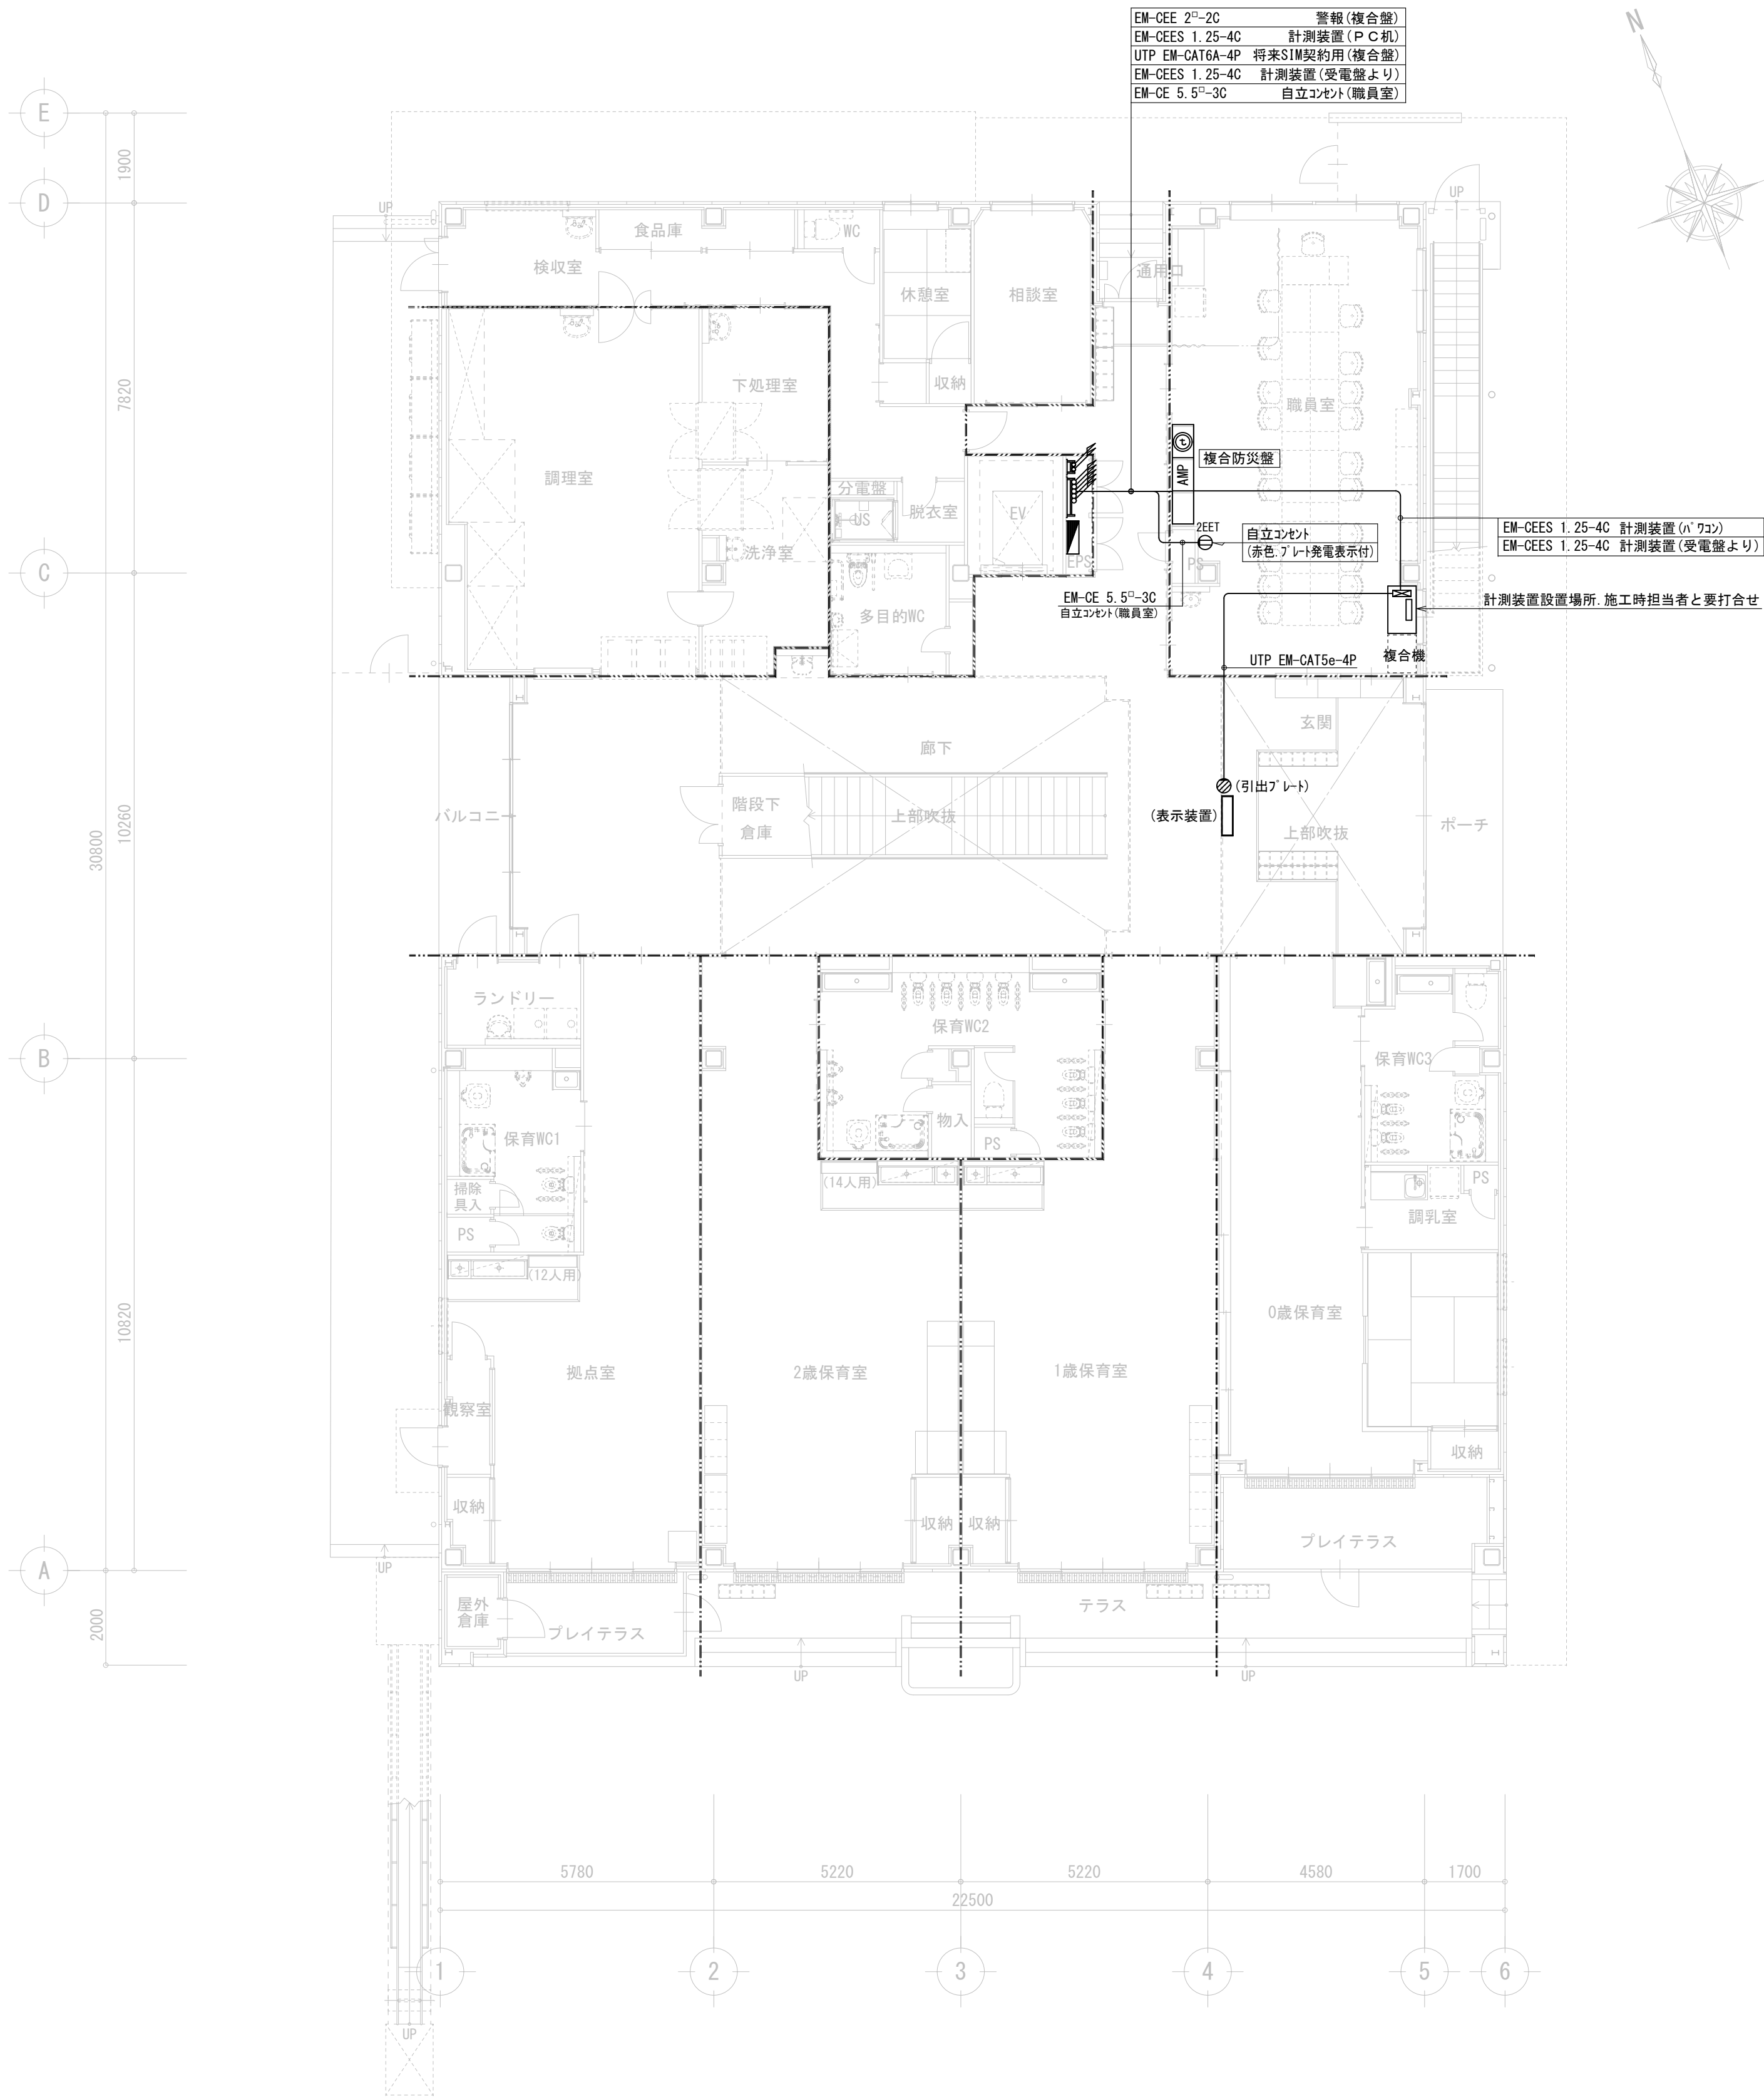 EM-CEE 2□-2C 警報(複合盤)
EM-CEES 1.25-4C 計測装置(PC机)
UTP EM-CAT6A-4P 将来SIM契約用(複合盤)
EM-CEES 1.25-4C 計測装置(受電盤より)
EM-CE 5.5□-3C 自立コンセント(職員室)
N
E
D
C
B
A
1900
7820
10260
10820
2000
30800
UP
UP
検収室
食品庫
WC
休憩室
相談室
通用口
収納
下処理室
職員室
調理室
分電盤
US
脱衣室
EV
洗浄室
多目的WC
EPS
PS
t
AMP
複合防災盤
2EET
自立コンセント
(赤色.プレート発電表示付)
EM-CE 5.5□-3C
自立コンセント(職員室)
EM-CEES 1.25-4C 計測装置(パワコン)
EM-CEES 1.25-4C 計測装置(受電盤より)
計測装置設置場所.施工時担当者と要打合せ
複合機
UTP EM-CAT5e-4P
玄関
廊下
階段下
倉庫
上部吹抜
バルコニー
(引出プレート)
(表示装置)
上部吹抜
ポーチ
ランドリー
保育WC1
掃除
具入
PS
(12人用)
保育WC2
物入
PS
(14人用)
保育WC3
PS
調乳室
0歳保育室
収納
拠点室
2歳保育室
1歳保育室
観察室
収納
収納
収納
プレイテラス
UP
屋外
倉庫
プレイテラス
テラス
UP
UP
UP
5780
5220
5220
4580
1700
22500
1
2
3
4
5
6